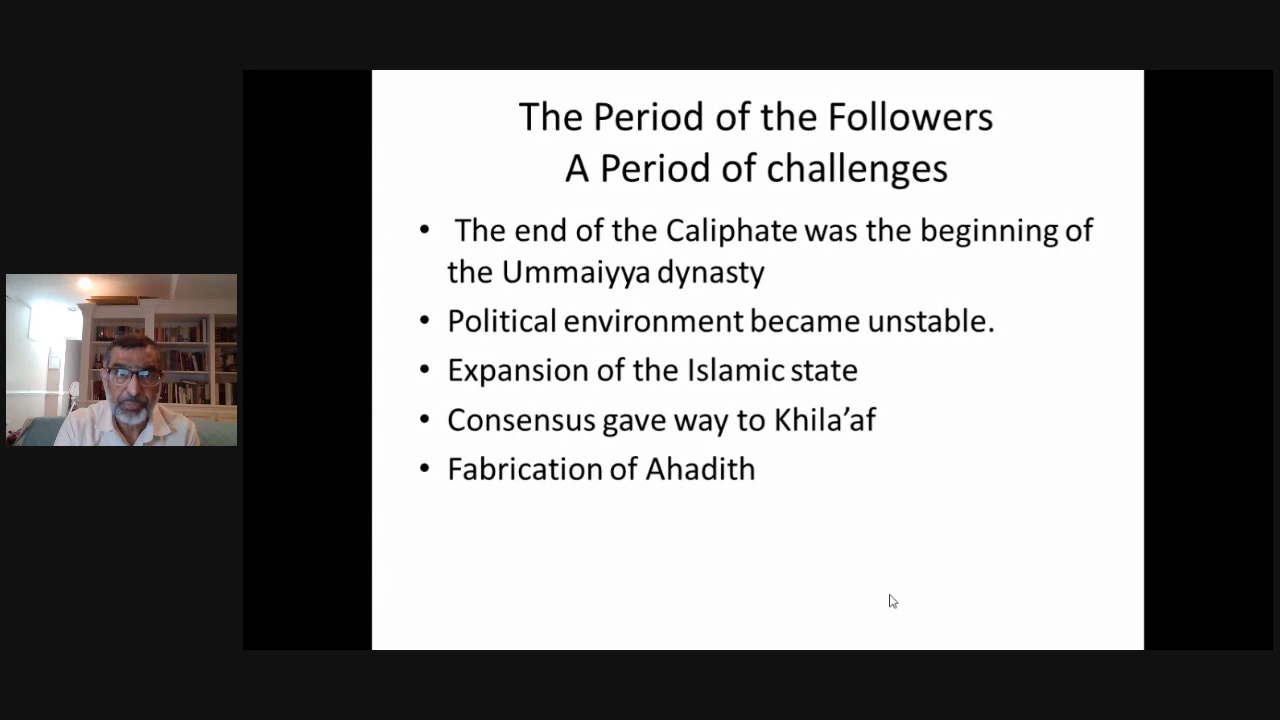 The Period of the Followers
A Period of challenges
• The end of the Caliphate was the beginning of
the Ummaiyya dynasty
• Political environment became unstable.
• Expansion of the Islamic state
• Consensus gave way to Khila’af
• Fabrication of Ahadith